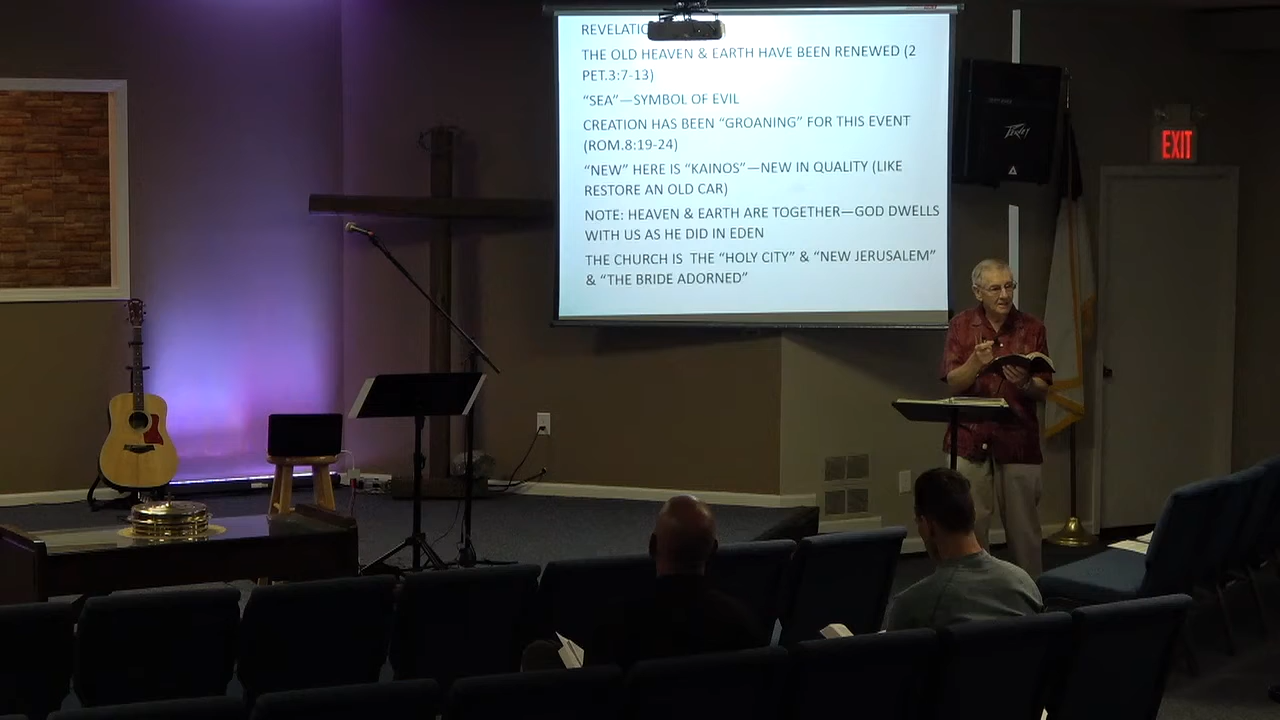 THE OLD HEAVEN & EARTH HAVE BEEN RENEWED (2
PET.3:7-13)
“SEA”—SYMBOL OF EVIL
CREATION HAS BEEN “GROANING” FOR THIS EVENT
(ROM.8:19-24)
“NEW” HERE IS “KAINOS”—NEW IN QUALITY (LIKE
RESTORE AN OLD CAR)
NOTE: HEAVEN & EARTH ARE TOGETHER—GOD DWELLS
WITH US AS HE DID IN EDEN
THE CHURCH IS THE “HOLY CITY” & “NEW JERUSALEM”
& “THE BRIDE ADORNED”
PEAVEY
EXIT